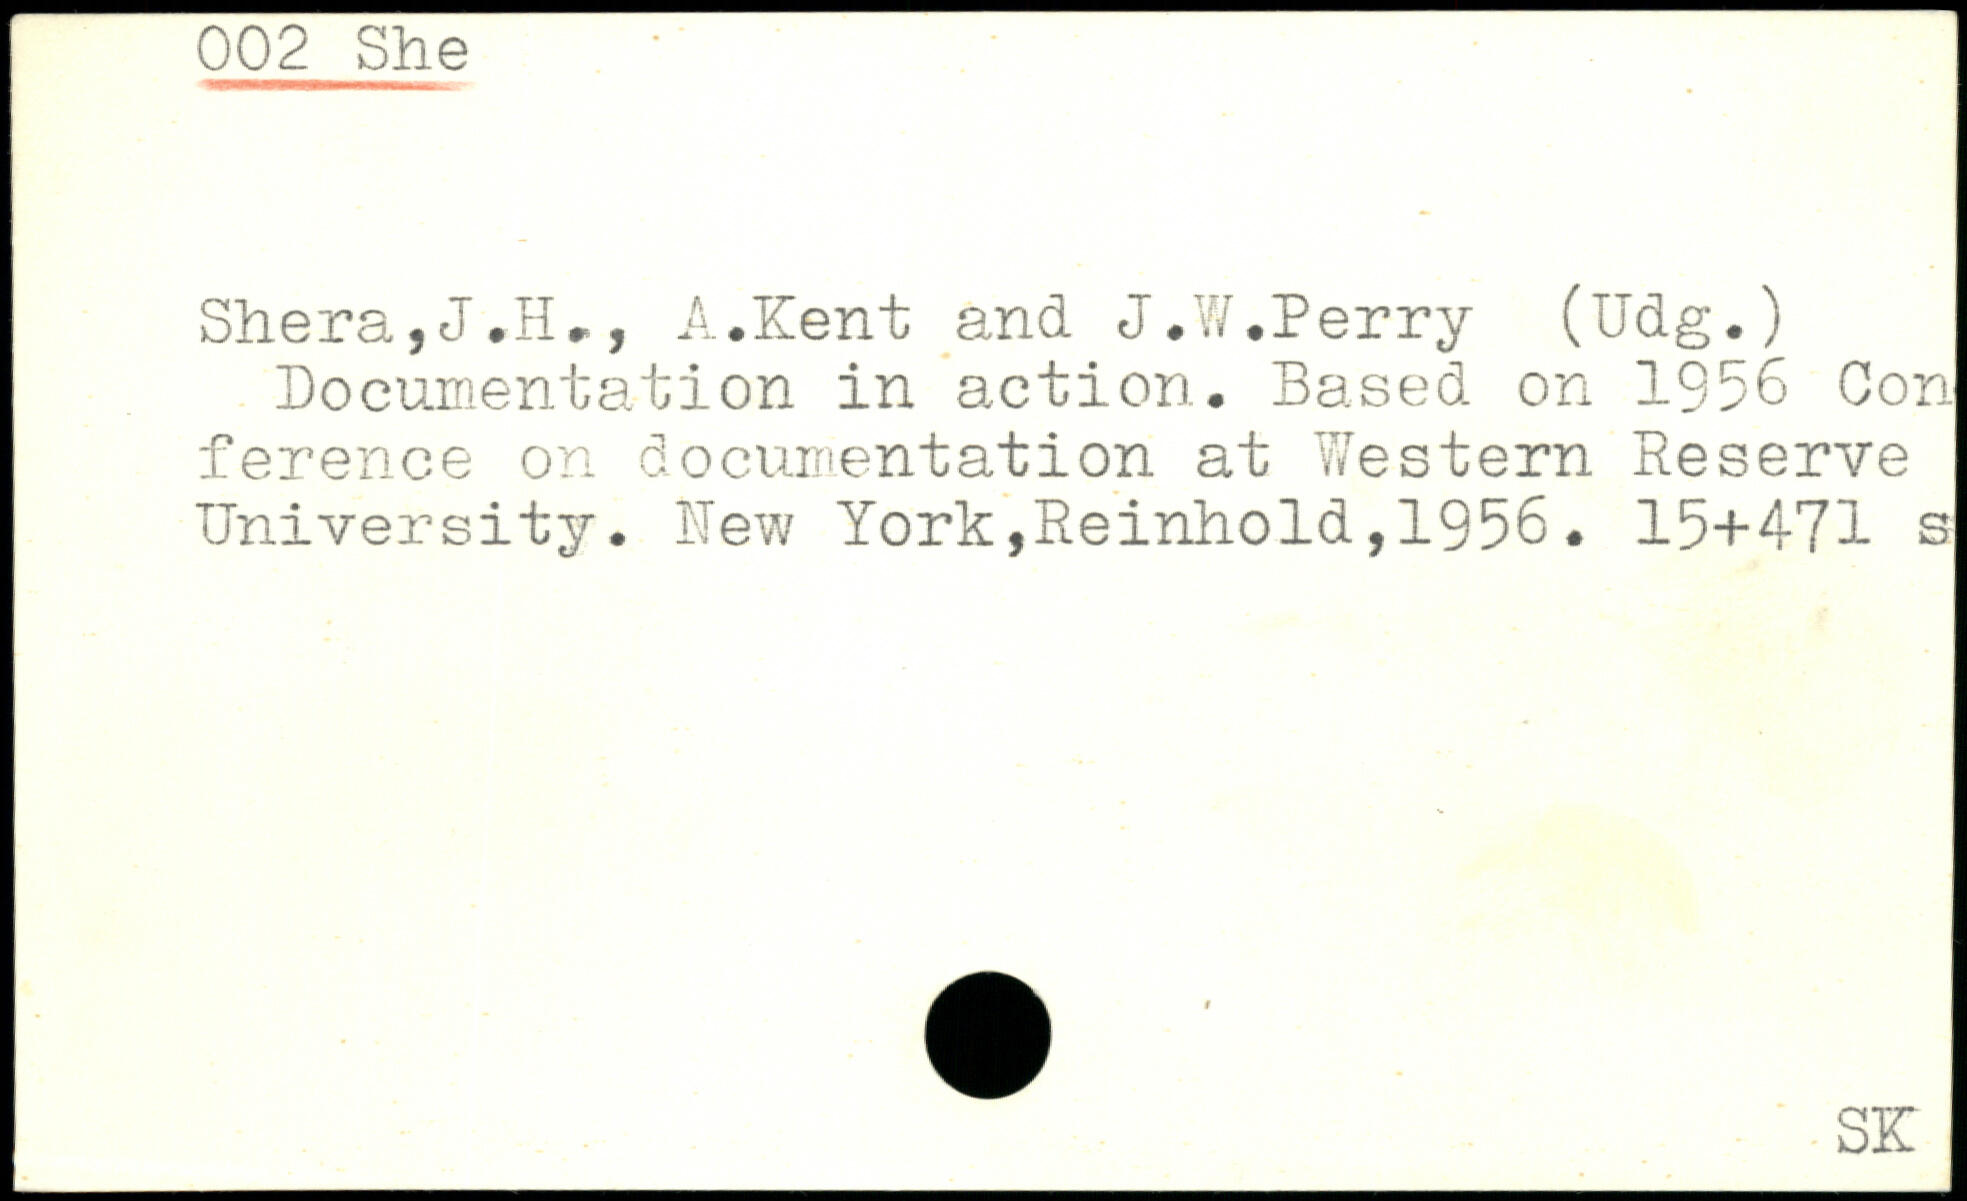 002 She
Shera,J.H., A.Kent and J.W.Perry (Udg.)
Documentation in action. Based on 1956 Con
ference on documentation at Western Reserve
University. New York,Reinhold,1956. 15+471 s
SK